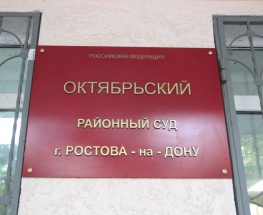 РОССИЙСКАЯ ФЕДЕРАЦИЯ
ОКТЯБРЬСКИЙ
РАЙОННЫЙ СУД
г. РОСТОВА - на - ДОНУ